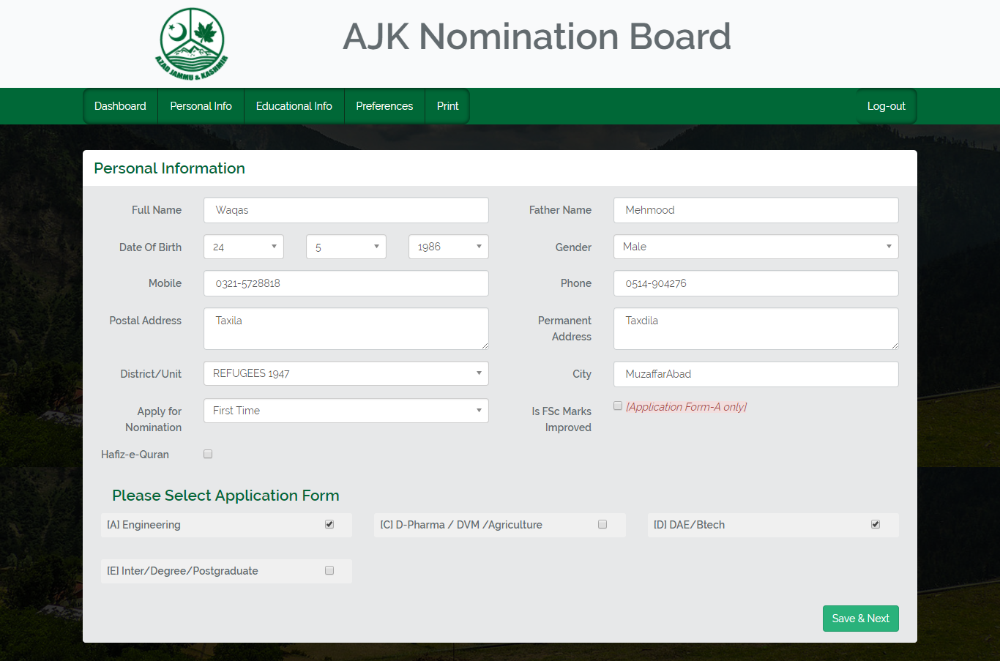 AZAD JAMMU & KASHMIR
AJK Nomination Board
Dashboard Personal Info Educational Info Preferences Print Log-out
Personal Information
Full Name Waqas Father Name Mehmood
Date Of Birth 24 5 1986 Gender Male
Mobile 0321-5728818 Phone 0514-904276
Postal Address Taxila Permanent Address Taxdila
District/Unit REFUGEES 1947 City MuzaffarAbad
Apply for Nomination First Time Is FSc Marks Improved [Application Form-A only]
Hafiz-e-Quran
Please Select Application Form
[A] Engineering [C] D-Pharma / DVM /Agriculture [D] DAE/Btech
[E] Inter/Degree/Postgraduate
Save & Next